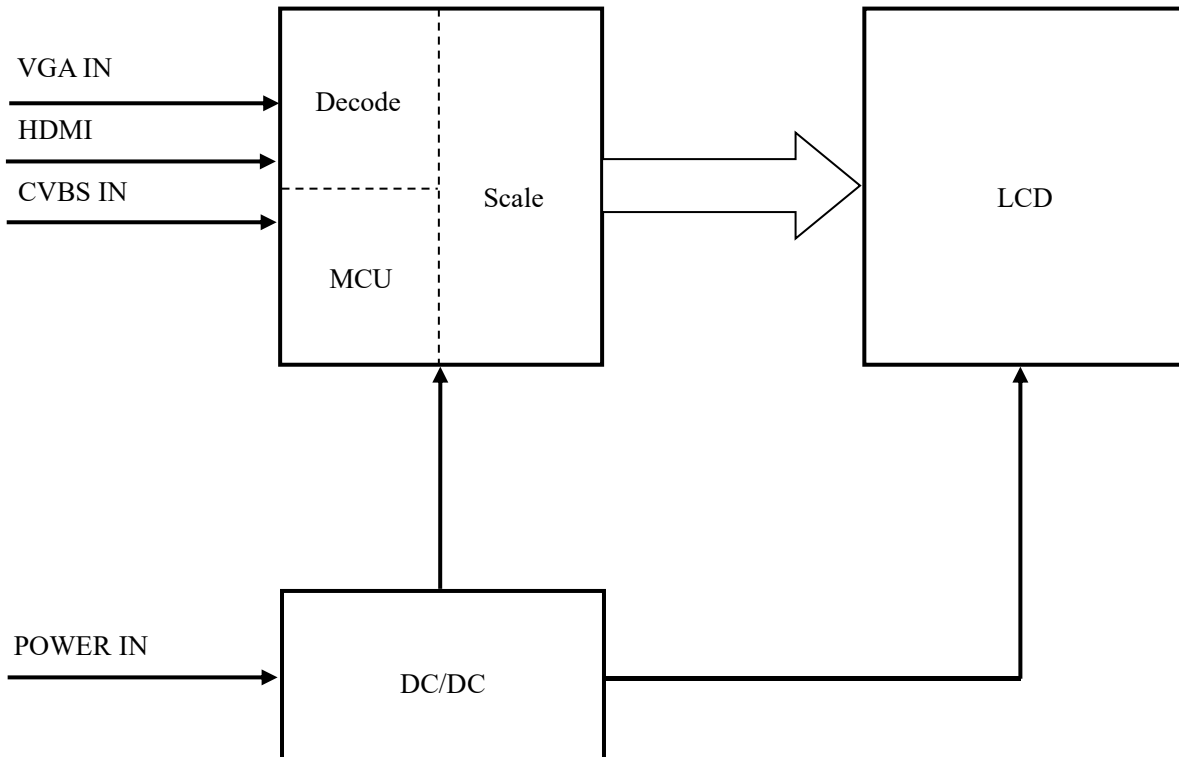 VGA IN
HDMI
CVBS IN
Decode
MCU
Scale
LCD
POWER IN
DC/DC